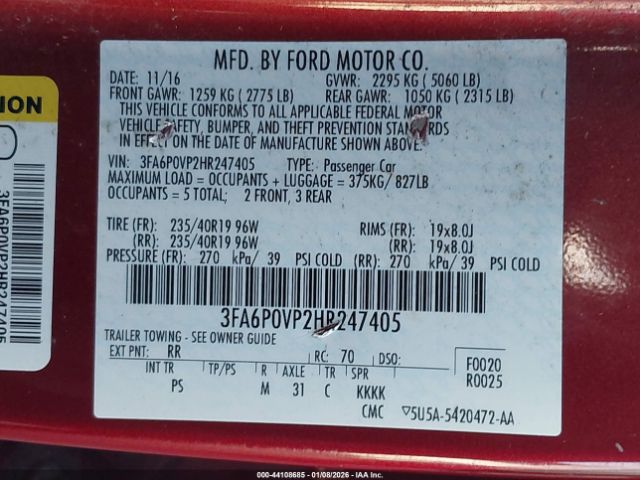 MFD. BY FORD MOTOR CO.
DATE: 11/16 GVWR: 2295 KG ( 5060 LB)
FRONT GAWR: 1259 KG ( 2775 LB) REAR GAWR: 1050 KG ( 2315 LB)
THIS VEHICLE CONFORMS TO ALL APPLICABLE FEDERAL MOTOR
VEHICLE SAFETY, BUMPER, AND THEFT PREVENTION STANDARDS
IN EFFECT ON THE DATE OF MANUFACTURE SHOWN ABOVE.
VIN: 3FA6P0VP2HR247405 TYPE: Passenger Car
MAXIMUM LOAD = OCCUPANTS + LUGGAGE = 375KG/ 827LB
OCCUPANTS = 5 TOTAL: 2 FRONT, 3 REAR
TIRE (FR): 235/40R19 96W RIMS (FR): 19x8.0J
(RR): 235/40R19 96W (RR): 19x8.0J
PRESSURE (FR): 270 kPa/ 39 PSI COLD (RR): 270 kPa/ 39 PSI COLD
3FA6P0VP2HR247405
TRAILER TOWING - SEE OWNER GUIDE
EXT PNT: RR RC: 70 DSO: F0020
R0025
INT TR TP/PS R AXLE TR SPR
PS M 31 C KKKK
CMC ▽5U5A-5420472-AA
TION
3FA6P0VP2HR247405
000-44108685 - 01/08/2026 - IAA Inc.